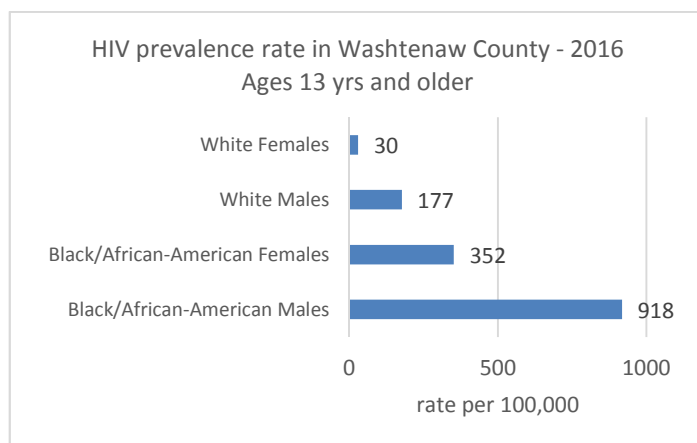 HIV prevalence rate in Washtenaw County - 2016
Ages 13 yrs and older
White Females 30
White Males 177
Black/African-American Females 352
Black/African-American Males 918
0 500 1000
rate per 100,000